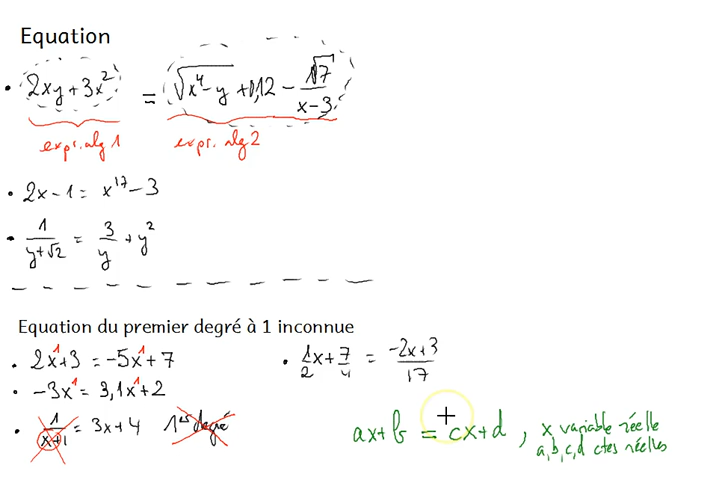 Equation
• 2xy + 3x² = √(x⁴ - y) + 0,12 - √7/(x - 3)
expr. alg 1 expr. alg 2
• 2x - 1 = x¹⁷ - 3
• 1/(y+√2) = 3/y + y²
Equation du premier degré à 1 inconnue
• 2x¹ + 3 = -5x¹ + 7
• 1/2 x + 7/4 = (-2x + 3)/17
• -3x¹ = 3,1x¹ + 2
• 1/(x+1) = 3x + 4 1er degré
ax + b = cx + d , x variable réelle
a, b, c, d ctes réelles